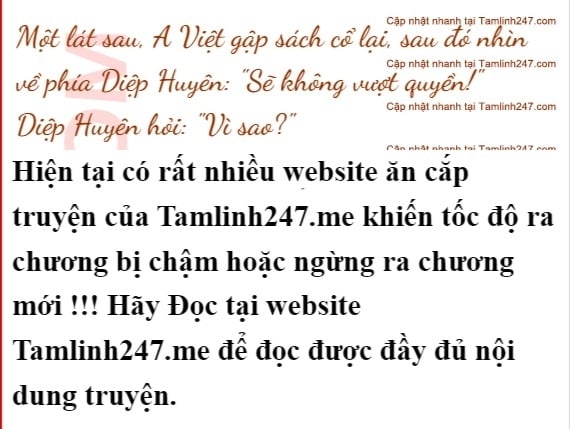 Cập nhật nhanh tại Tamlinh247.com
Một lát sau, A Việt gập sách cổ lại, sau đó nhìn
Cập nhật nhanh tại Tamlinh247.com
về phía Diệp Huyên: "Sẽ không vượt quyền!"
Cập nhật nhanh tại Tamlinh247.com
Diệp Huyên hỏi: "Vì sao?"
Cập nhật nhanh tại Tamlinh247.com
Hiện tại có rất nhiều website ăn cắp
truyện của Tamlinh247.me khiến tốc độ ra
chương bị chậm hoặc ngừng ra chương
mới !!! Hãy Đọc tại website
Tamlinh247.me để đọc được đầy đủ nội
dung truyện.